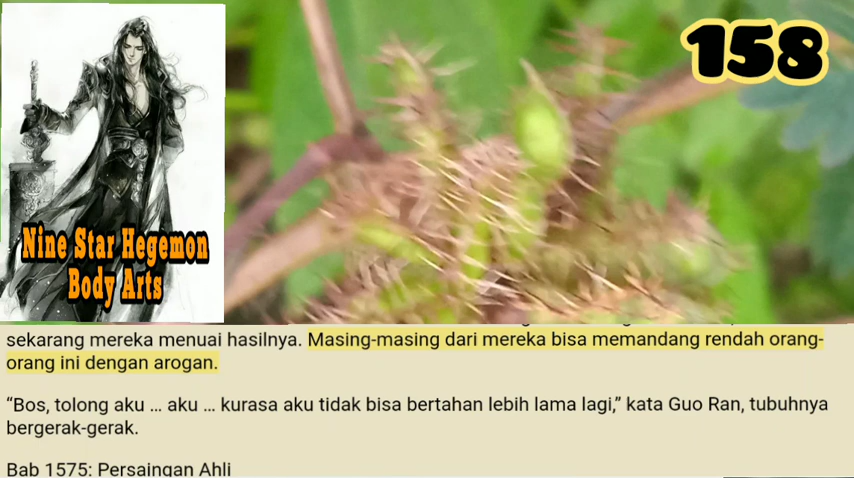 158
Nine Star Hegemon
Body Arts
sekarang mereka menuai hasilnya. Masing-masing dari mereka bisa memandang rendah orang-
orang ini dengan arogan.
“Bos, tolong aku ... aku ... kurasa aku tidak bisa bertahan lebih lama lagi,” kata Guo Ran, tubuhnya
bergerak-gerak.
Bab 1575: Persaingan Ahli